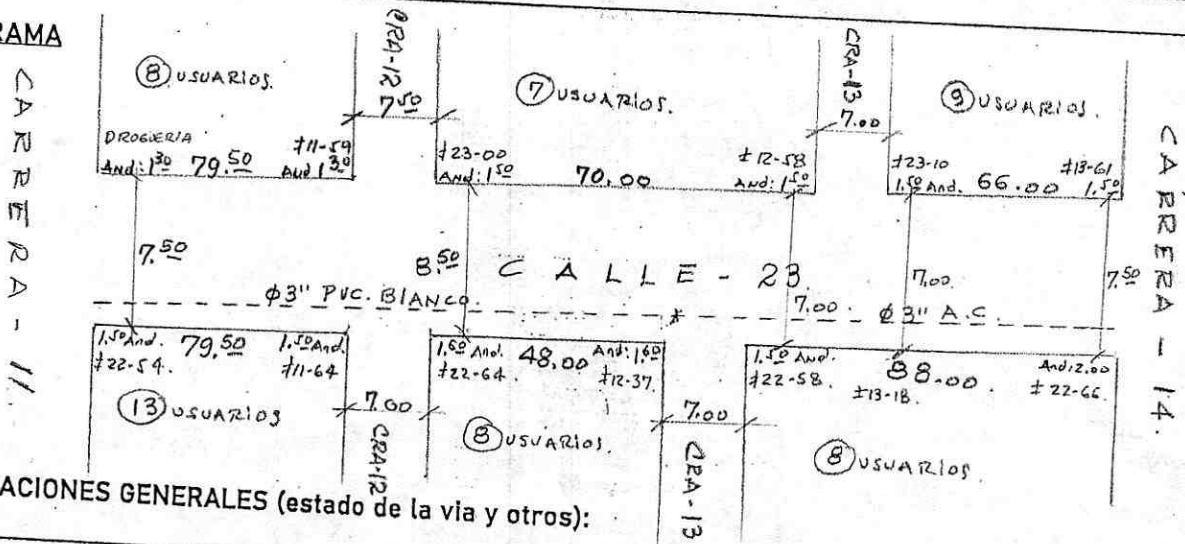 RAMA
CARRERA-11.
8 USUARIOS.
DROGUERIA
#11-59
And: 1.30 79.50 And 1.30
CRA-12
7.50
7 USUARIOS.
#23-00 #12-58
And: 1.50 70.00 And: 1.50
CRA-13
7.00
9 USUARIOS.
#23-10 #13-61
1.50 And. 66.00 1.50
CARRERA-14.
7.50
8.50 CALLE-23
7.00
7.00
7.50
ϕ3" PVC. BLANCO.
ϕ3" A.C.
1.50 And. 79.50 1.50 And.
#22-54. #11-64
13 USUARIOS
7.00
CRA-12
1.60 And. 48.00 And: 1.60
#22-64. #12-37
8 USUARIOS
7.00
CRA-13
1.50 And. 88.00 And: 2.00
#22-58. #13-18. #22-66.
8 USUARIOS
ACIONES GENERALES (estado de la via y otros):